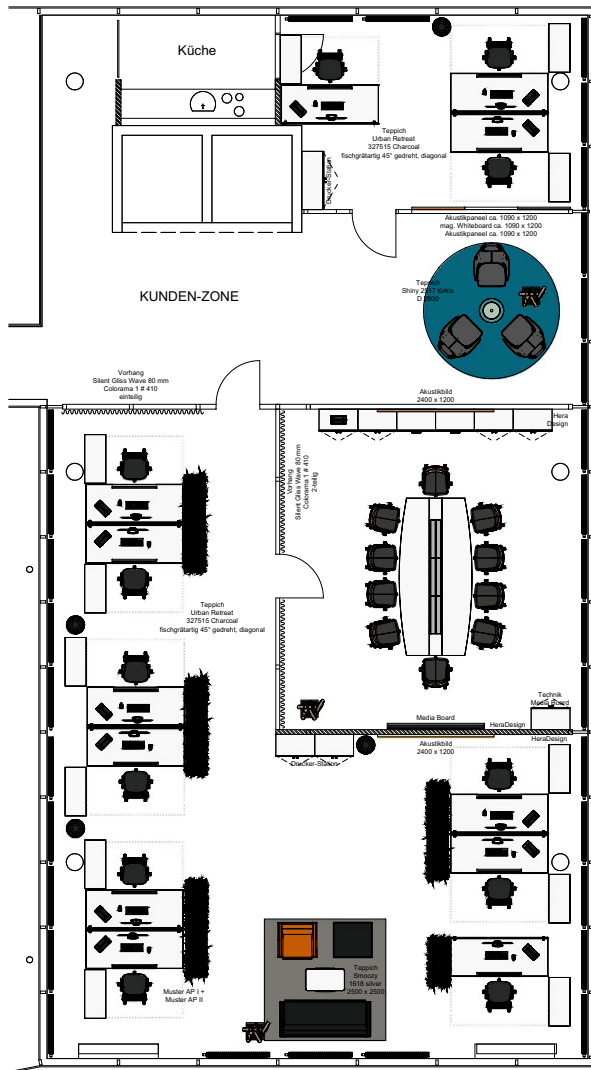 Küche
Teppich
Urban Retreat
327515 Charcoal
fischgrätartig 45° gedreht, diagonal
Drucker-Station
Akustikpaneel ca. 1090 x 1200
mag. Whiteboard ca. 1090 x 1200
Akustikpaneel ca. 1090 x 1200
Teppich
Shiny 2517 türkis
D 2800
KUNDEN-ZONE
Vorhang
Silent Gliss Wave 80 mm
Colorama 1 # 410
einteilig
Akustikbild
2400 x 1200
Hera
Design
Vorhang
Silent Gliss Wave 80 mm
Colorama 1 # 410
2-teilig
Teppich
Urban Retreat
327515 Charcoal
fischgrätartig 45° gedreht, diagonal
Technik
Media Board
Media Board
HeraDesign
HeraDesign
Akustikbild
2400 x 1200
Drucker-Station
Teppich
Smoozy
1618 silver
2500 x 2500
Muster AP I +
Muster AP II